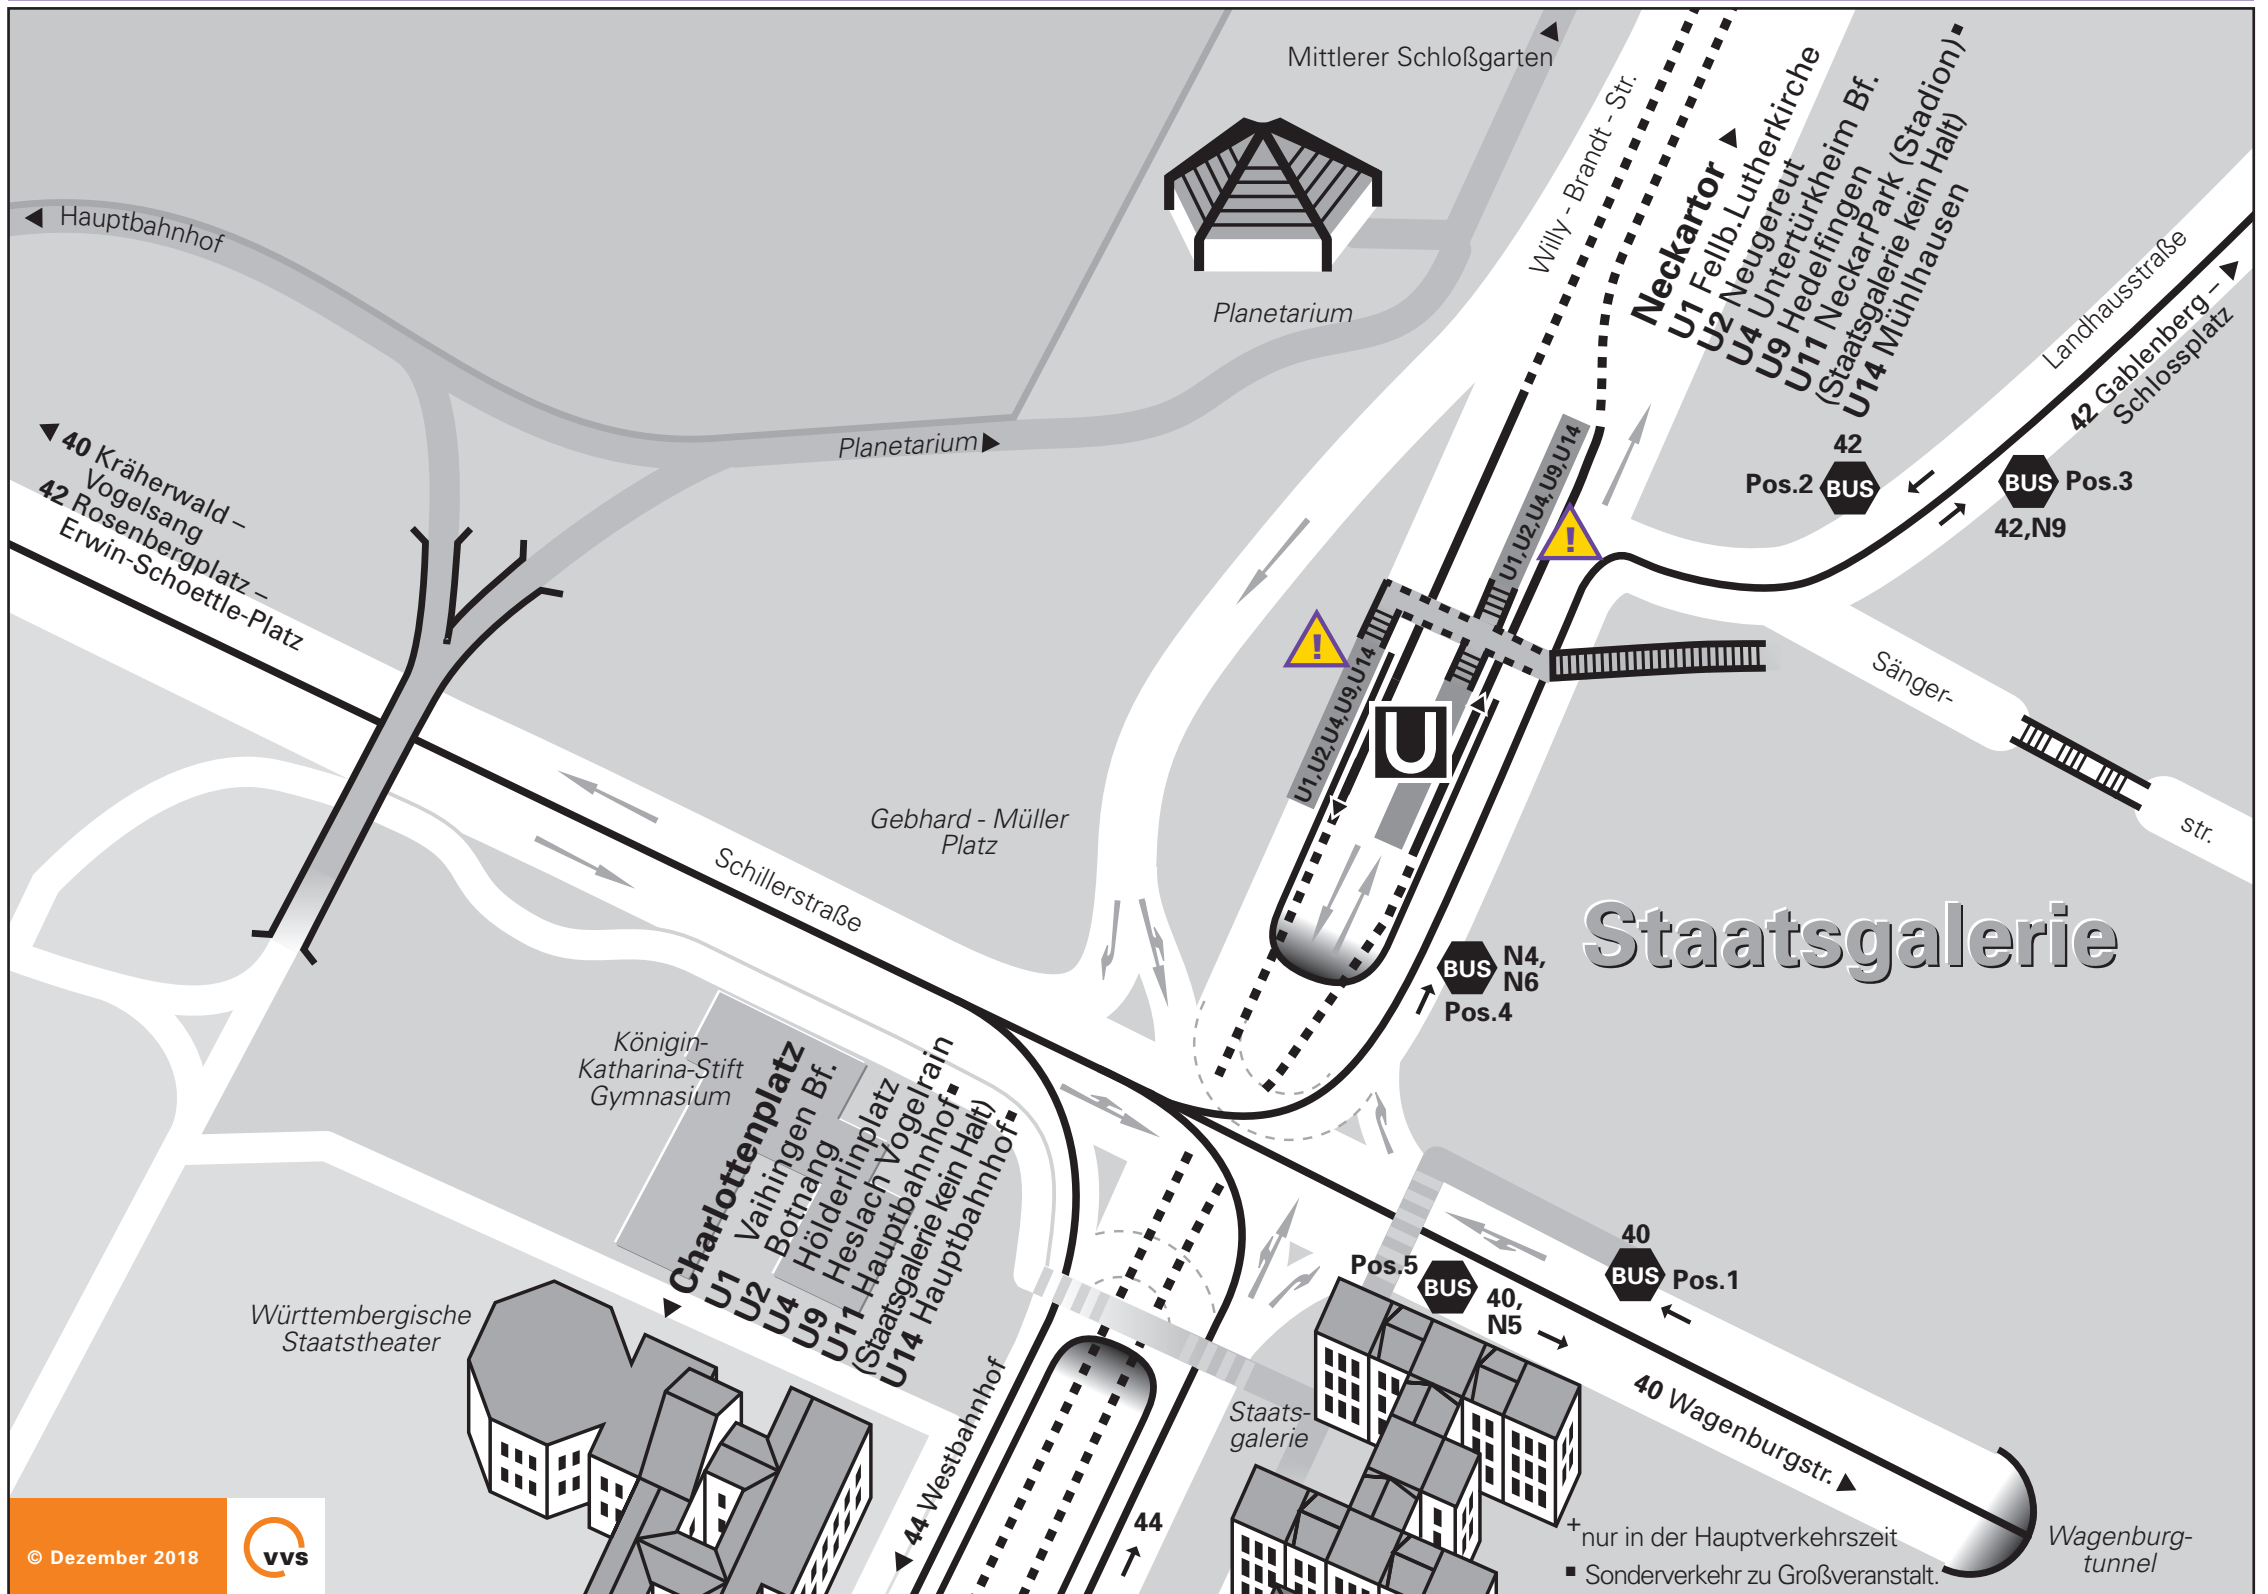 Mittlerer Schloßgarten
Willy - Brandt - Str.
Neckartor
U1 Fellb.Lutherkirche
U2 Neugereut
U4 Untertürkheim Bf.
U9 Hedelfingen
U11 NeckarPark (Stadion)▪
(Staatsgalerie kein Halt)
U14 Mühlhausen
Hauptbahnhof
Planetarium
Planetarium
Landhausstraße
42 Gablenberg –
Schlossplatz
42
Pos.2 BUS
BUS Pos.3
42,N9
40 Kräherwald –
Vogelsang
42 Rosenbergplatz –
Erwin-Schoettle-Platz
U1,U2,U4,U9,U14
!
!
U1,U2,U4,U9,U14
U
Sänger-
str.
Gebhard - Müller
Platz
Schillerstraße
Staatsgalerie
BUS N4,
N6
Pos.4
Königin-
Katharina-Stift
Gymnasium
Charlottenplatz
U1 Vaihingen Bf.
U2 Botnang
U4 Hölderlinplatz
U9 Heslach Vogelrain
U11 Hauptbahnhof▪
(Staatsgalerie kein Halt)
U14 Hauptbahnhof▪
40
BUS Pos.1
Pos.5 BUS
40,
N5
Württembergische
Staatstheater
44 Westbahnhof
44
Staats-
galerie
40 Wagenburgstr.
Wagenburg-
tunnel
+nur in der Hauptverkehrszeit
▪ Sonderverkehr zu Großveranstalt.
© Dezember 2018
vvs